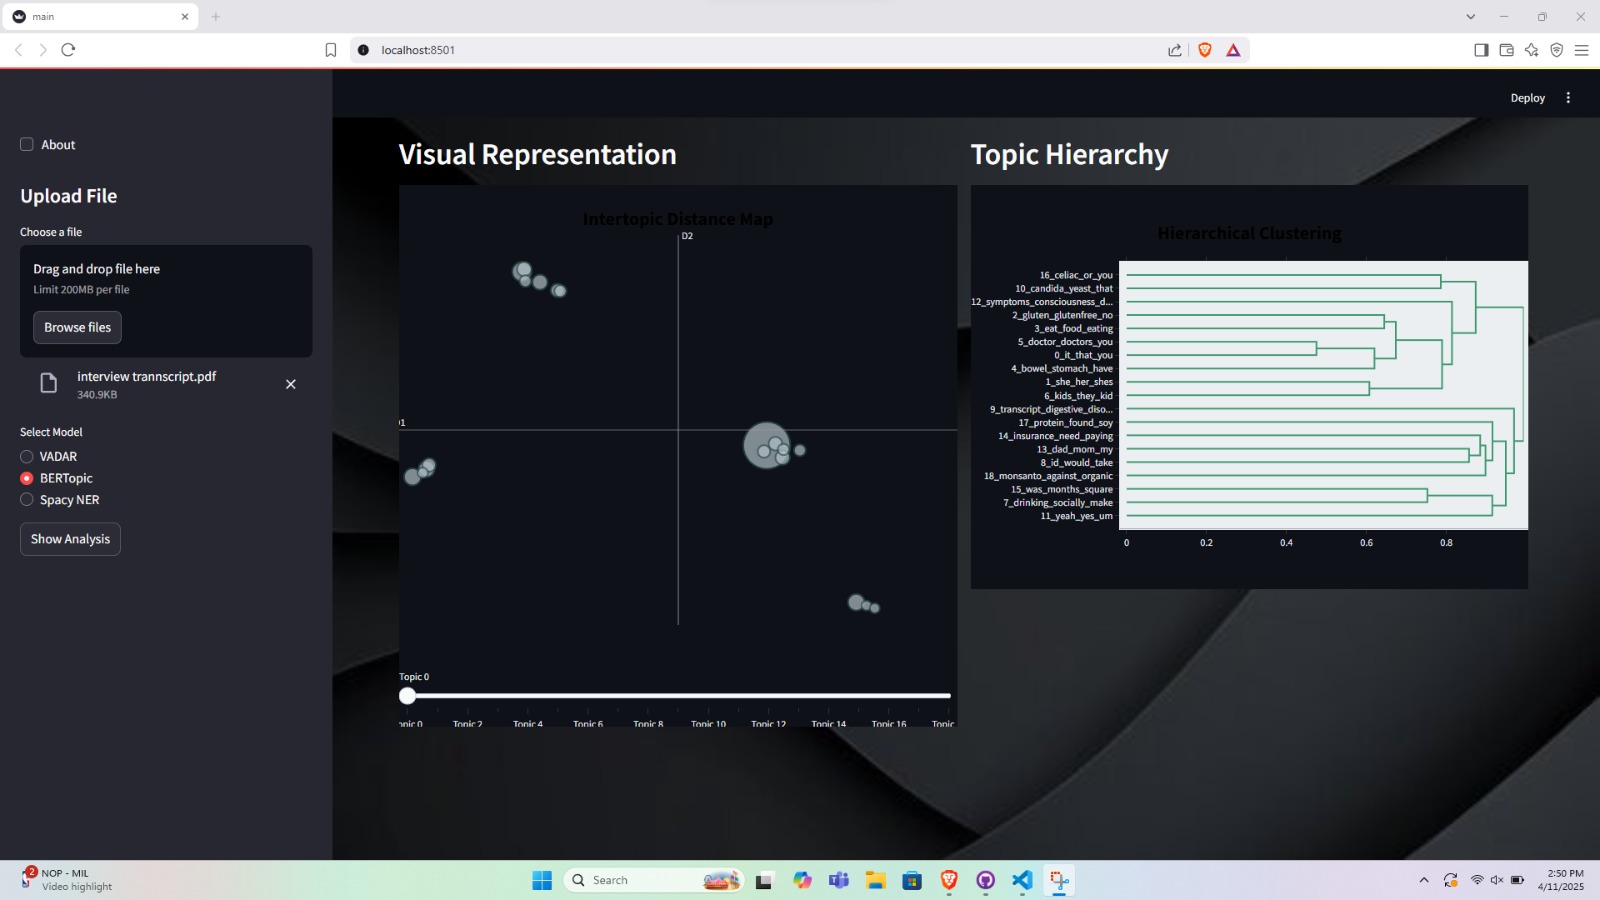 main
localhost:8501
Deploy
About
Upload File
Choose a file
Drag and drop file here
Limit 200MB per file
Browse files
interview trannscript.pdf
340.9KB
Select Model
VADAR
BERTopic
Spacy NER
Show Analysis
Visual Representation
Intertopic Distance Map
D2
Topic 0
Topic 2
Topic 4
Topic 6
Topic 8
Topic 10
Topic 12
Topic 14
Topic 16
Topic
Topic Hierarchy
Hierarchical Clustering
16_celiac_or_you
10_candida_yeast_that
12_symptoms_consciousness_d...
2_gluten_glutenfree_no
3_eat_food_eating
5_doctor_doctors_you
0_it_that_you
4_bowel_stomach_have
1_she_her_shes
6_kids_they_kid
9_transcript_digestive_diso...
17_protein_found_soy
14_insurance_need_paying
13_dad_mom_my
8_id_would_take
18_monsanto_against_organic
15_was_months_square
7_drinking_socially_make
11_yeah_yes_um
0 0.2 0.4 0.6 0.8
2
NOP - MIL
Video highlight
Search
2:50 PM
4/11/2025